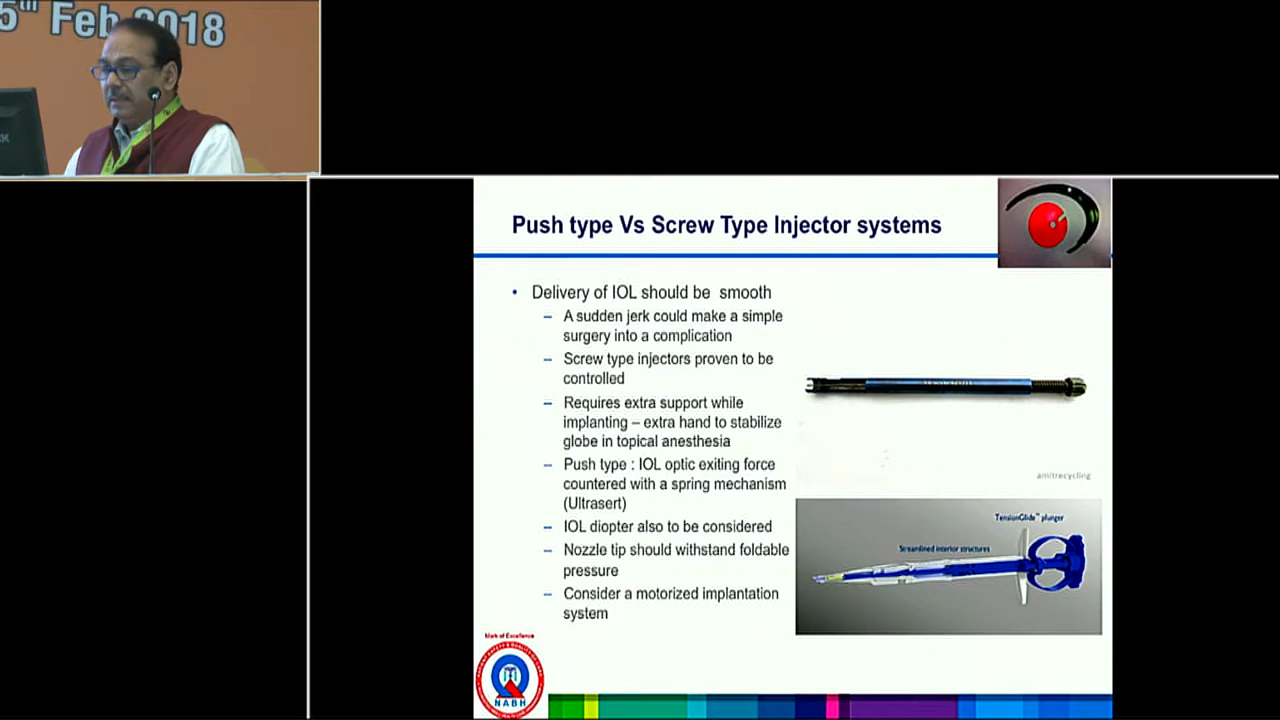 5th Feb 2018
Push type Vs Screw Type Injector systems
• Delivery of IOL should be smooth
– A sudden jerk could make a simple
surgery into a complication
– Screw type injectors proven to be
controlled
– Requires extra support while
implanting – extra hand to stabilize
globe in topical anesthesia
– Push type : IOL optic exiting force
countered with a spring mechanism
(Ultrasert)
– IOL diopter also to be considered
– Nozzle tip should withstand foldable
pressure
– Consider a motorized implantation
system
amitrecycling
TensionGlide™ plunger
Streamlined interior structures
Mark of Excellence
NABH